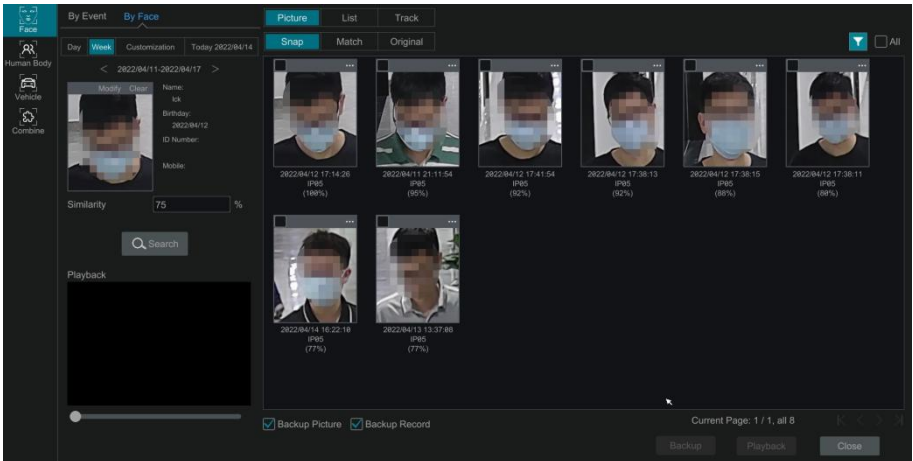 Face
Human Body
Vehicle
Combine
By Event By Face
Day Week Customization Today 2022/04/14
< 2022/04/11-2022/04/17 >
Modify Clear
Name:
lck
Birthday:
2022/04/12
ID Number:
Mobile:
Similarity 75 %
Search
Playback
Picture List Track
Snap Match Original
All
2022/04/12 17:14:26
IP05
(100%)
2022/04/11 21:11:54
IP05
(95%)
2022/04/12 17:41:54
IP05
(92%)
2022/04/12 17:38:13
IP05
(92%)
2022/04/12 17:38:15
IP05
(88%)
2022/04/12 17:38:11
IP05
(80%)
2022/04/14 16:22:10
IP05
(77%)
2022/04/13 13:37:08
IP05
(77%)
Backup Picture Backup Record
Current Page: 1 / 1, all 8
Backup Playback Close